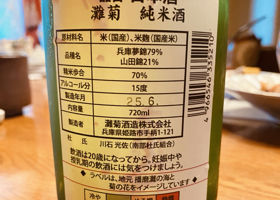 日本酒
灘菊 純米酒
原材料名 米(国産)、米麹(国産米)
品種 兵庫夢錦79%
山田錦21%
精米歩合 70%
アルコール分 15度
製造年月 25.6.
内容量 720ml
製造者 灘菊酒造株式会社
兵庫県姫路市手柄1-121
杜氏 川石光佐(南部杜氏組合)
飲酒は20歳になってから。妊娠中や
授乳期の飲酒には気をつけましょう。
ラベルは、地元 播磨灘の海と
菊の花をイメージしています
冷や
4966548335210